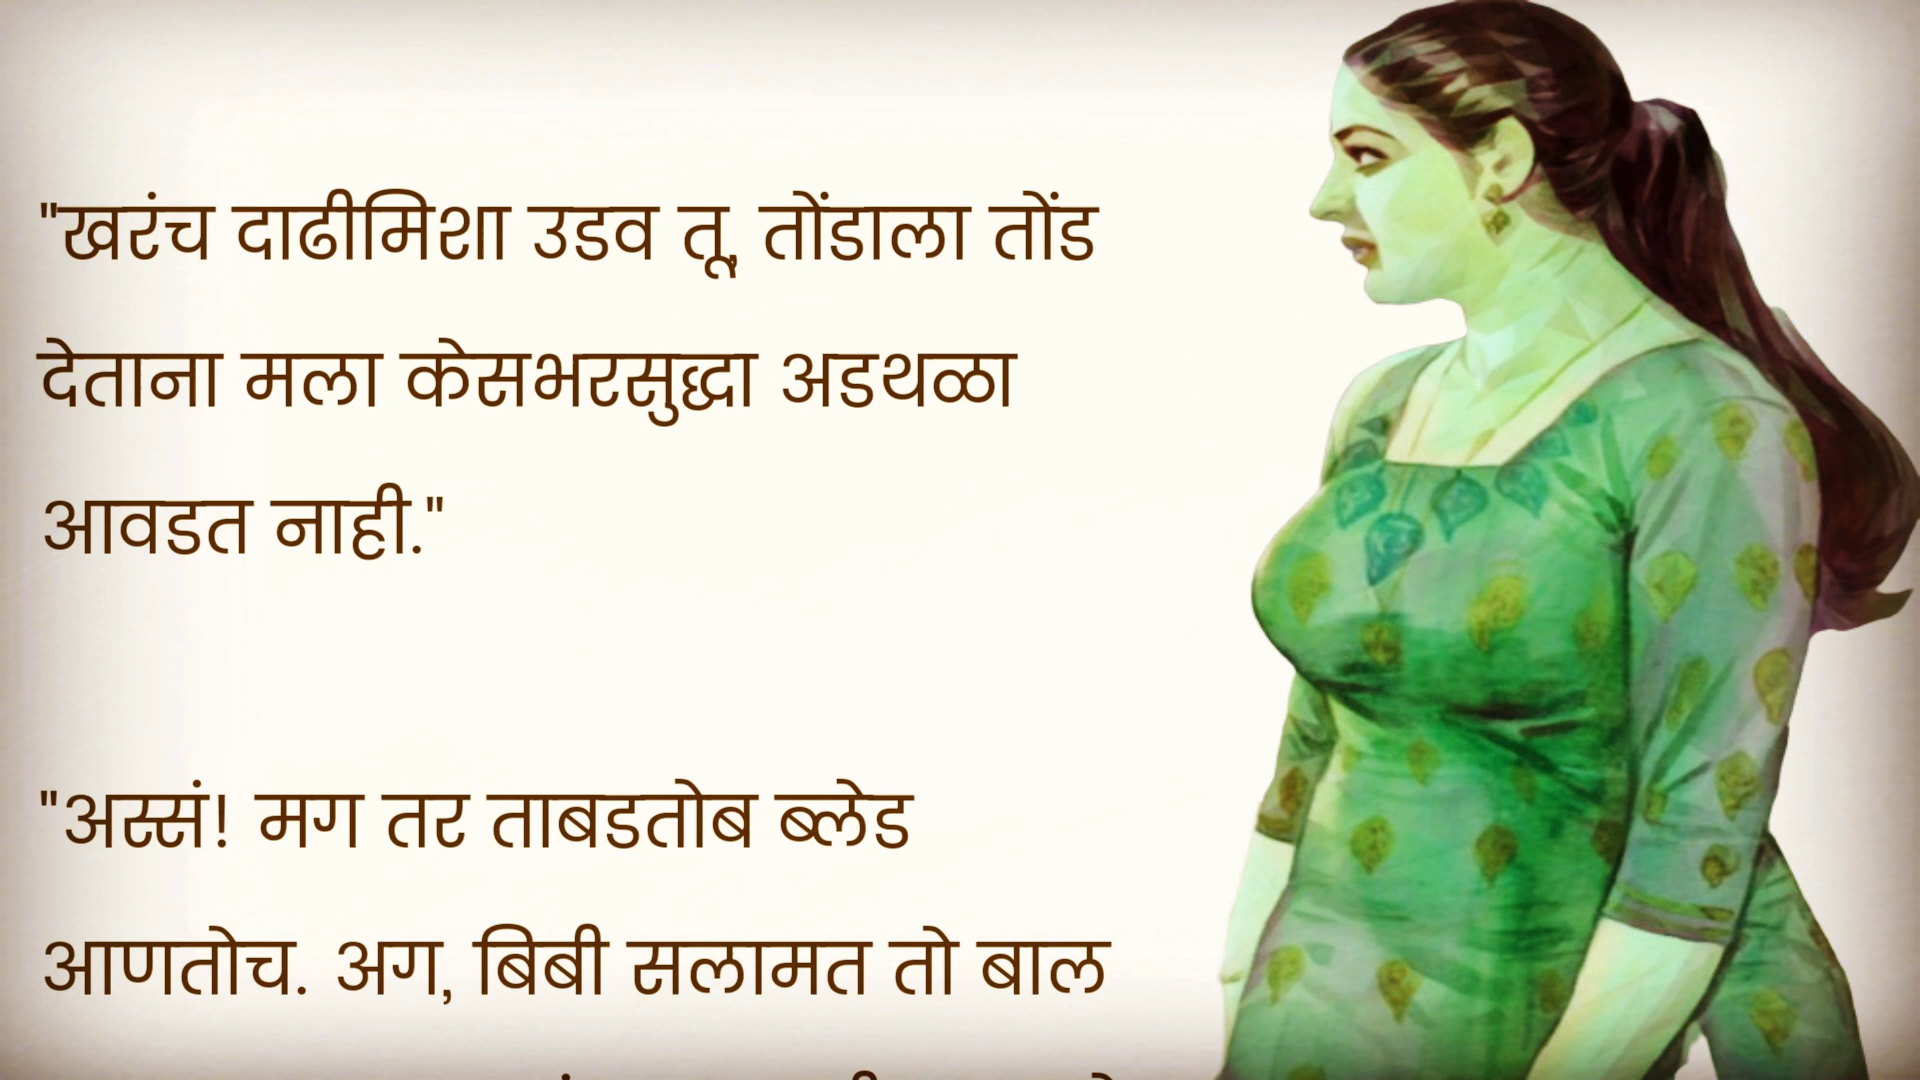 "खरंच दाढीमिशा उडव तू, तोंडाला तोंड
देताना मला केसभरसुद्धा अडथळा
आवडत नाही."
"अस्सं! मग तर ताबडतोब ब्लेड
आणतोच. अग, बिबी सलामत तो बाल